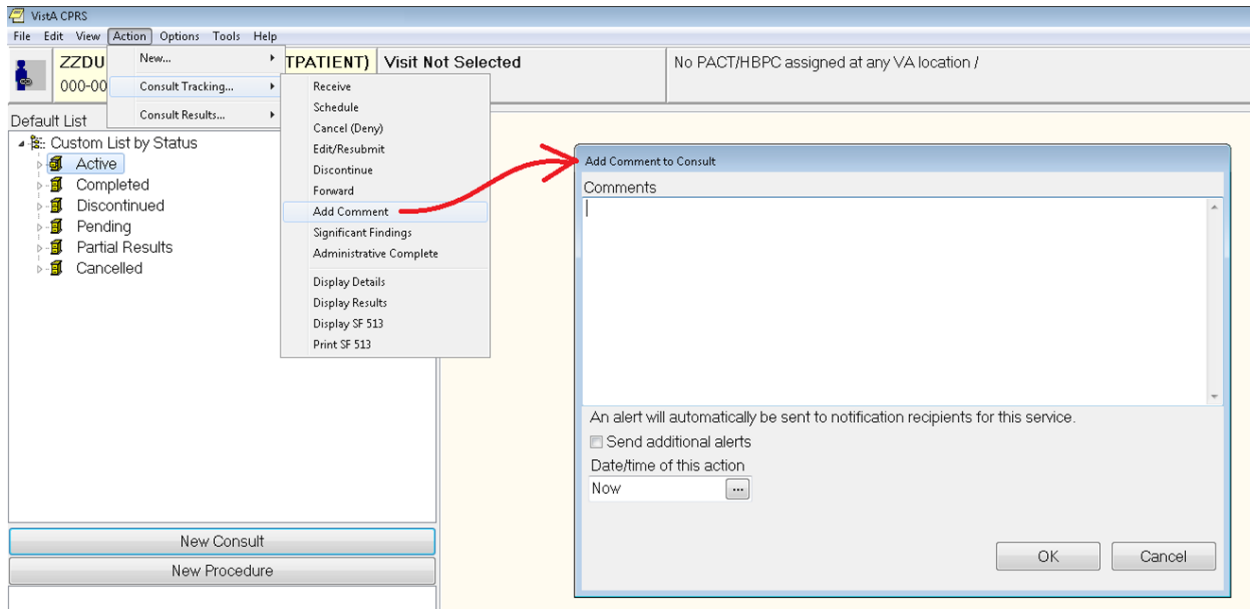 VistA CPRS
File Edit View Action Options Tools Help
ZZDU
TPATIENT)
Visit Not Selected
No PACT/HBPC assigned at any VA location /
000-00
New...
Consult Tracking...
Consult Results...
Receive
Schedule
Cancel (Deny)
Edit/Resubmit
Discontinue
Forward
Add Comment
Significant Findings
Administrative Complete
Display Details
Display Results
Display SF 513
Print SF 513
Default List
Custom List by Status
Active
Completed
Discontinued
Pending
Partial Results
Cancelled
New Consult
New Procedure
Add Comment to Consult
Comments
An alert will automatically be sent to notification recipients for this service.
Send additional alerts
Date/time of this action
Now ...
OK Cancel